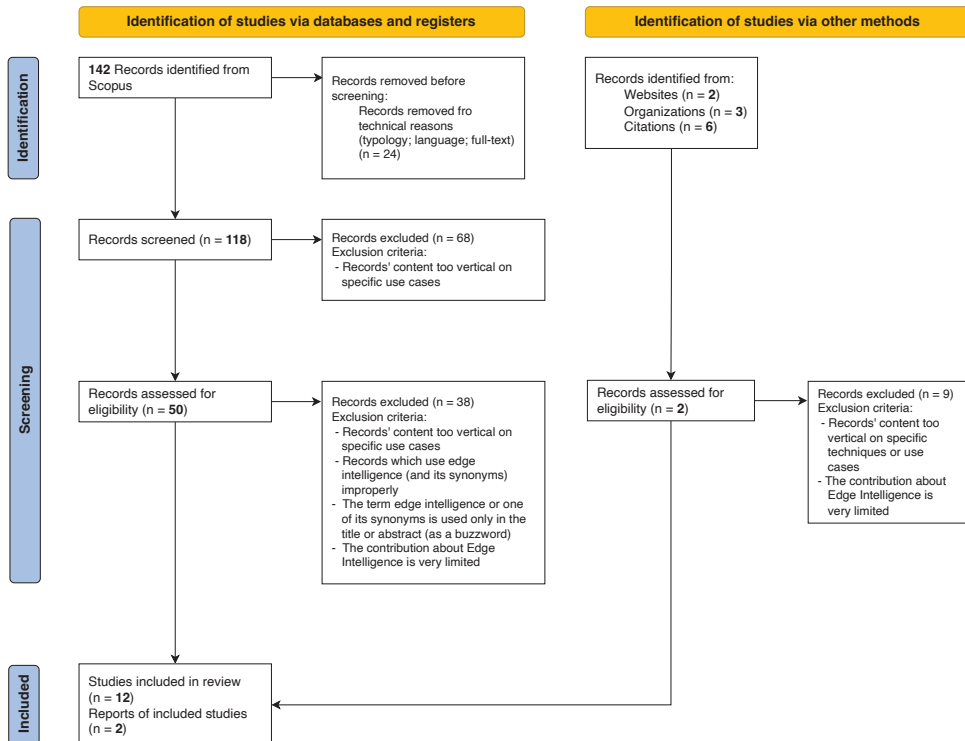 Identification of studies via databases and registers
Identification of studies via other methods
Identification
142 Records identified from
Scopus
Records removed before
screening:
Records removed fro
technical reasons
(typology; language; full-text)
(n = 24)
Records identified from:
Websites (n = 2)
Organizations (n = 3)
Citations (n = 6)
Screening
Records screened (n = 118)
Records excluded (n = 68)
Exclusion criteria:
- Records' content too vertical on
specific use cases
Records assessed for
eligibility (n = 50)
Records excluded (n = 38)
Exclusion criteria:
- Records' content too vertical on
specific use cases
- Records which use edge
intelligence (and its synonyms)
improperly
- The term edge intelligence or one
of its synonyms is used only in the
title or abstract (as a buzzword)
- The contribution about Edge
Intelligence is very limited
Records assessed for
eligibility (n = 2)
Records excluded (n = 9)
Exclusion criteria:
- Records' content too
vertical on specific
techniques or use
cases
- The contribution about
Edge Intelligence is
very limited
Included
Studies included in review
(n = 12)
Reports of included studies
(n = 2)